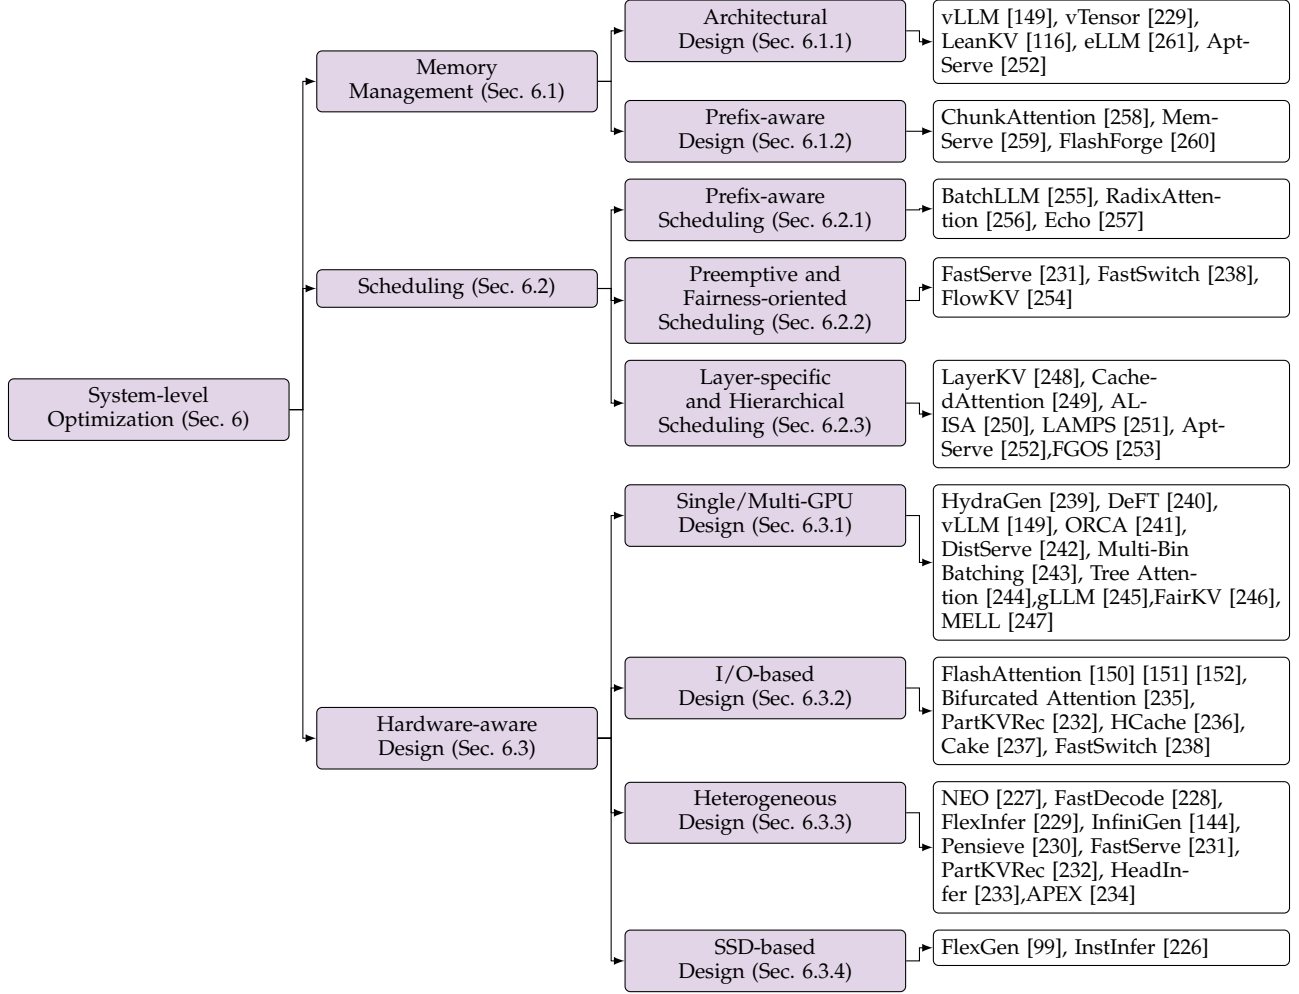 System-level
Optimization (Sec. 6)
Memory
Management (Sec. 6.1)
Architectural
Design (Sec. 6.1.1)
vLLM [149], vTensor [229],
LeanKV [116], eLLM [261], Apt-
Serve [252]
Prefix-aware
Design (Sec. 6.1.2)
ChunkAttention [258], Mem-
Serve [259], FlashForge [260]
Scheduling (Sec. 6.2)
Prefix-aware
Scheduling (Sec. 6.2.1)
BatchLLM [255], RadixAtten-
tion [256], Echo [257]
Preemptive and
Fairness-oriented
Scheduling (Sec. 6.2.2)
FastServe [231], FastSwitch [238],
FlowKV [254]
Layer-specific
and Hierarchical
Scheduling (Sec. 6.2.3)
LayerKV [248], Cache-
dAttention [249], AL-
ISA [250], LAMPS [251], Apt-
Serve [252],FGOS [253]
Hardware-aware
Design (Sec. 6.3)
Single/Multi-GPU
Design (Sec. 6.3.1)
HydraGen [239], DeFT [240],
vLLM [149], ORCA [241],
DistServe [242], Multi-Bin
Batching [243], Tree Atten-
tion [244],gLLM [245],FairKV [246],
MELL [247]
I/O-based
Design (Sec. 6.3.2)
FlashAttention [150] [151] [152],
Bifurcated Attention [235],
PartKVRec [232], HCache [236],
Cake [237], FastSwitch [238]
Heterogeneous
Design (Sec. 6.3.3)
NEO [227], FastDecode [228],
FlexInfer [229], InfiniGen [144],
Pensieve [230], FastServe [231],
PartKVRec [232], HeadIn-
fer [233],APEX [234]
SSD-based
Design (Sec. 6.3.4)
FlexGen [99], InstInfer [226]